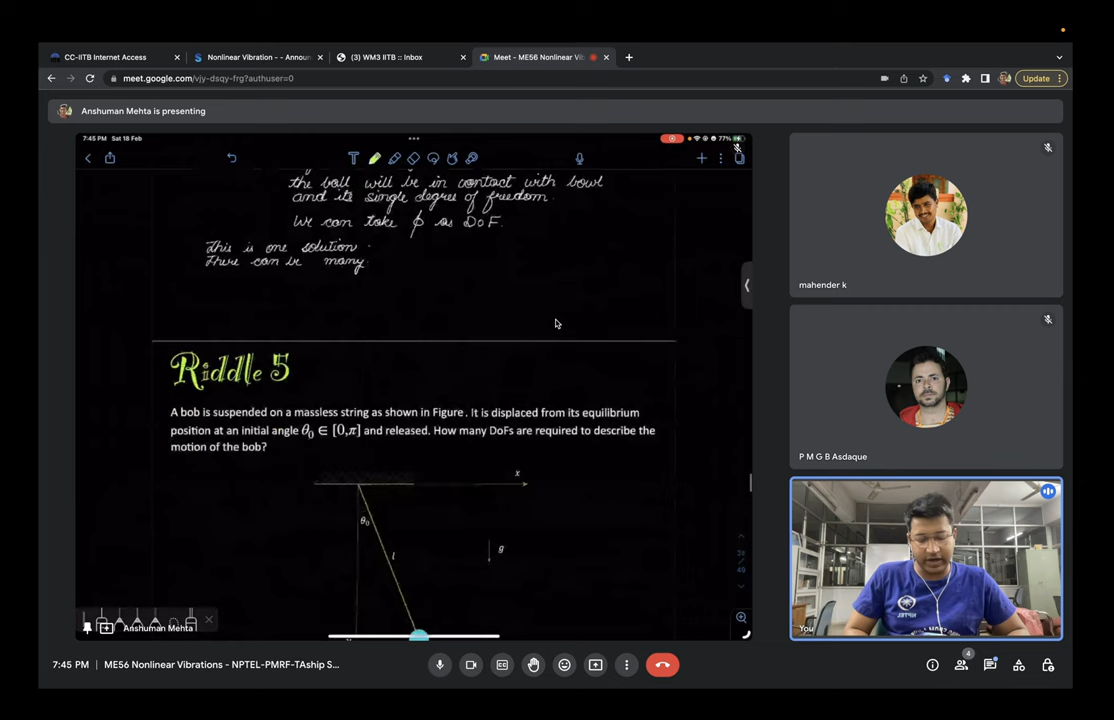 CC-IITB Internet Access
Nonlinear Vibration - - Announ
(3) WM3 IITB :: Inbox
Meet - ME56 Nonlinear Vib
meet.google.com/vjy-dsqy-frg?authuser=0
Update
Anshuman Mehta is presenting
7:45 PM Sat 18 Feb
77%
the ball will be in contact with bowl
and its single degree of freedom.
We can take ϕ as DoF.
This is one solution.
There can be many.
Riddle 5
A bob is suspended on a massless string as shown in Figure. It is displaced from its equilibrium
position at an initial angle θ₀ ∈ [0,π] and released. How many DoFs are required to describe the
motion of the bob?
x
θ₀
g
l
49
Anshuman Mehta
mahender k
P M G B Asdaque
You
7:45 PM | ME56 Nonlinear Vibrations - NPTEL-PMRF-TAship S...
4